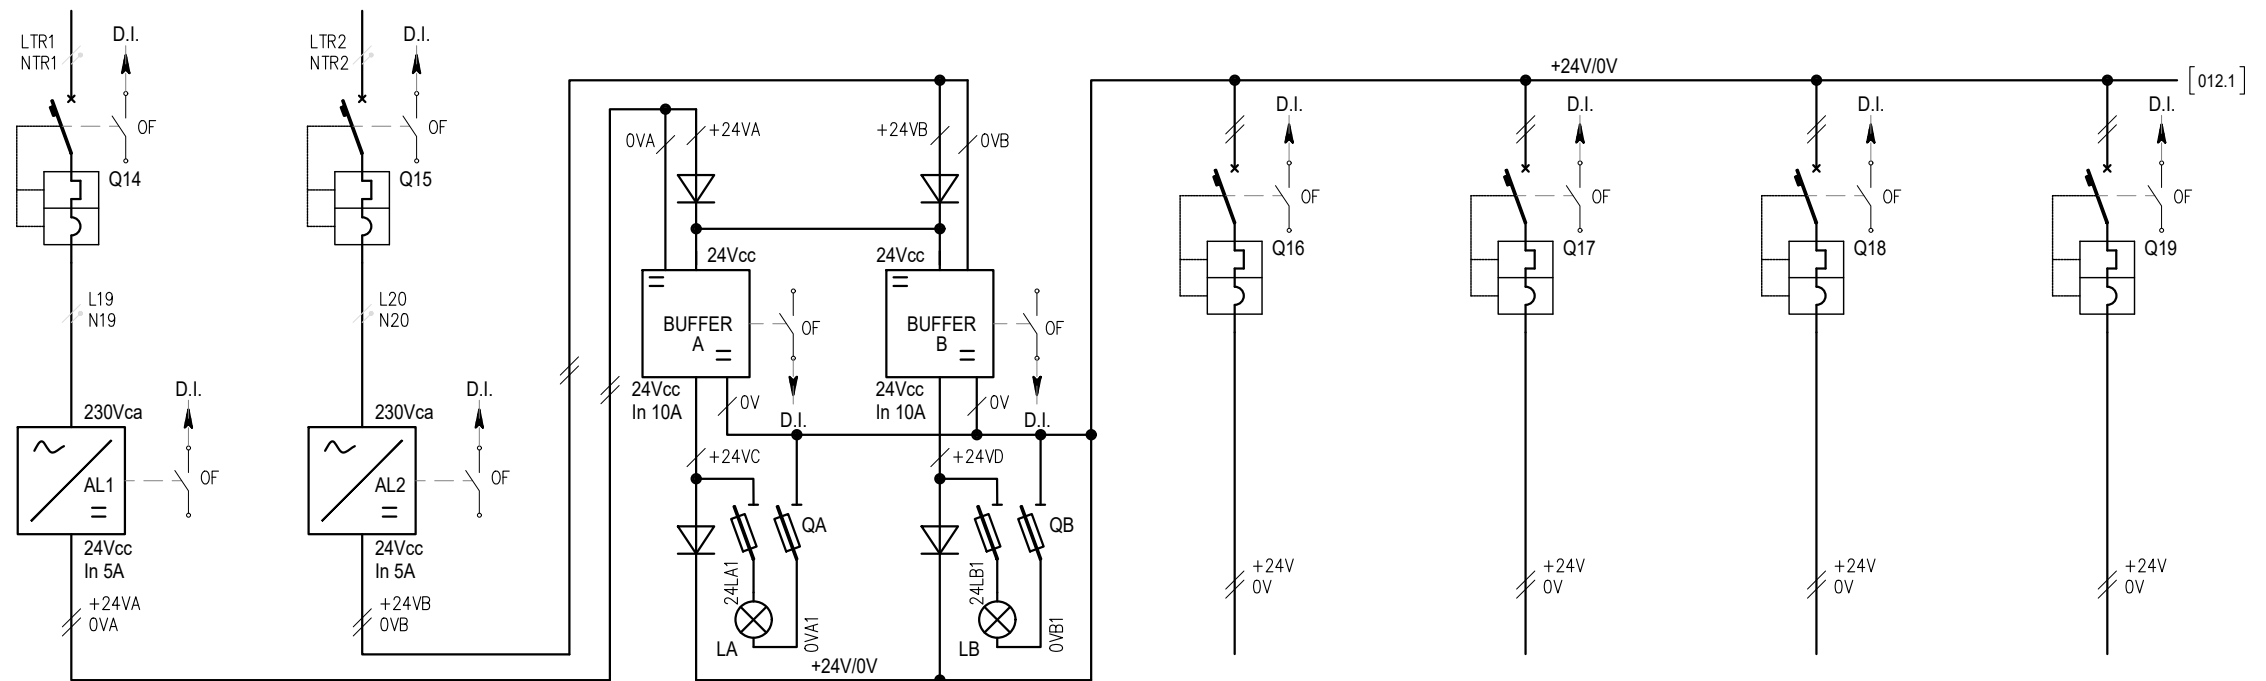 LTR1
NTR1
D.I.
OF
Q14
L19
N19
230Vca
D.I.
AL1
OF
24Vcc
In 5A
+24VA
0VA
LTR2
NTR2
D.I.
OF
Q15
L20
N20
230Vca
D.I.
AL2
OF
24Vcc
In 5A
+24VB
0VB
0VA
+24VA
24Vcc
BUFFER
A
OF
24Vcc
In 10A
0V
D.I.
+24VC
QA
24LA1
LA
0VA1
+24VB
0VB
24Vcc
BUFFER
B
OF
24Vcc
In 10A
0V
D.I.
+24VD
QB
24LB1
LB
0VB1
+24V/0V
+24V/0V
[012.1]
D.I.
OF
Q16
+24V
0V
D.I.
OF
Q17
+24V
0V
D.I.
OF
Q18
+24V
0V
D.I.
OF
Q19
+24V
0V